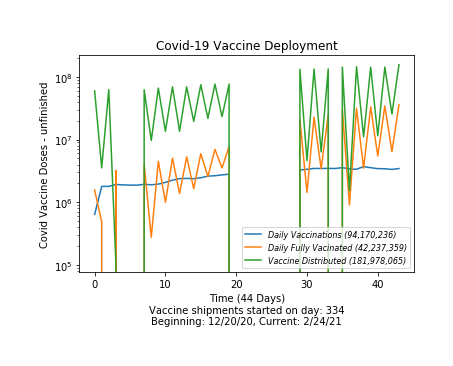 Covid-19 Vaccine Deployment
Covid Vaccine Doses - unfinished
10⁸
10⁷
10⁶
10⁵
0 10 20 30 40
Daily Vaccinations (94,170,236)
Daily Fully Vacinated (42,237,359)
Vaccine Distributed (181,978,065)
Time (44 Days)
Vaccine shipments started on day: 334
Beginning: 12/20/20, Current: 2/24/21